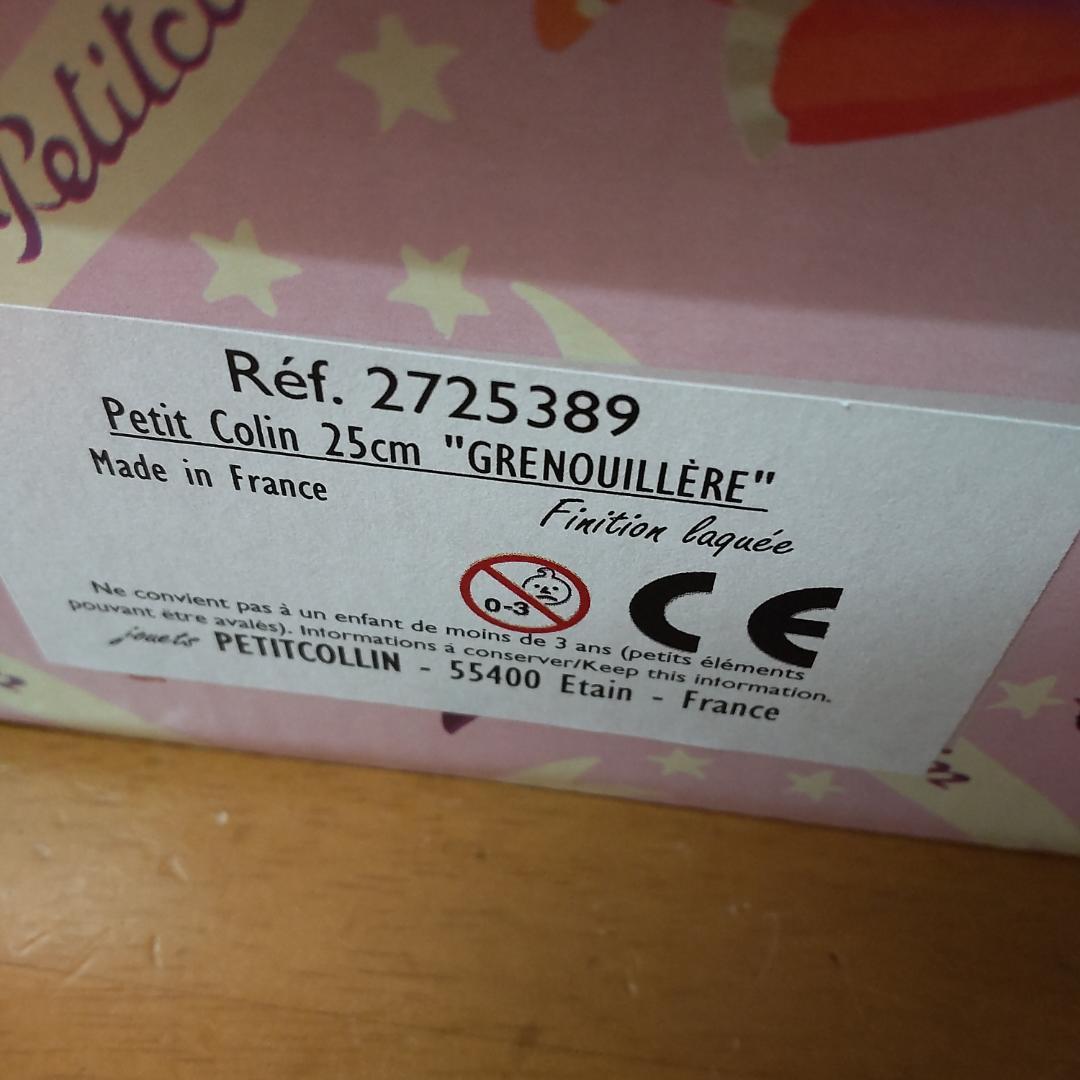 Petitco
Réf. 2725389
Petit Colin 25cm "GRENOUILLÈRE"
Made in France
Finition laquée
0-3
CE
Ne convient pas à un enfant de moins de 3 ans (petits éléments
pouvant être avalés). Informations à conserver/Keep this information.
jouets PETITCOLLIN - 55400 Etain - France